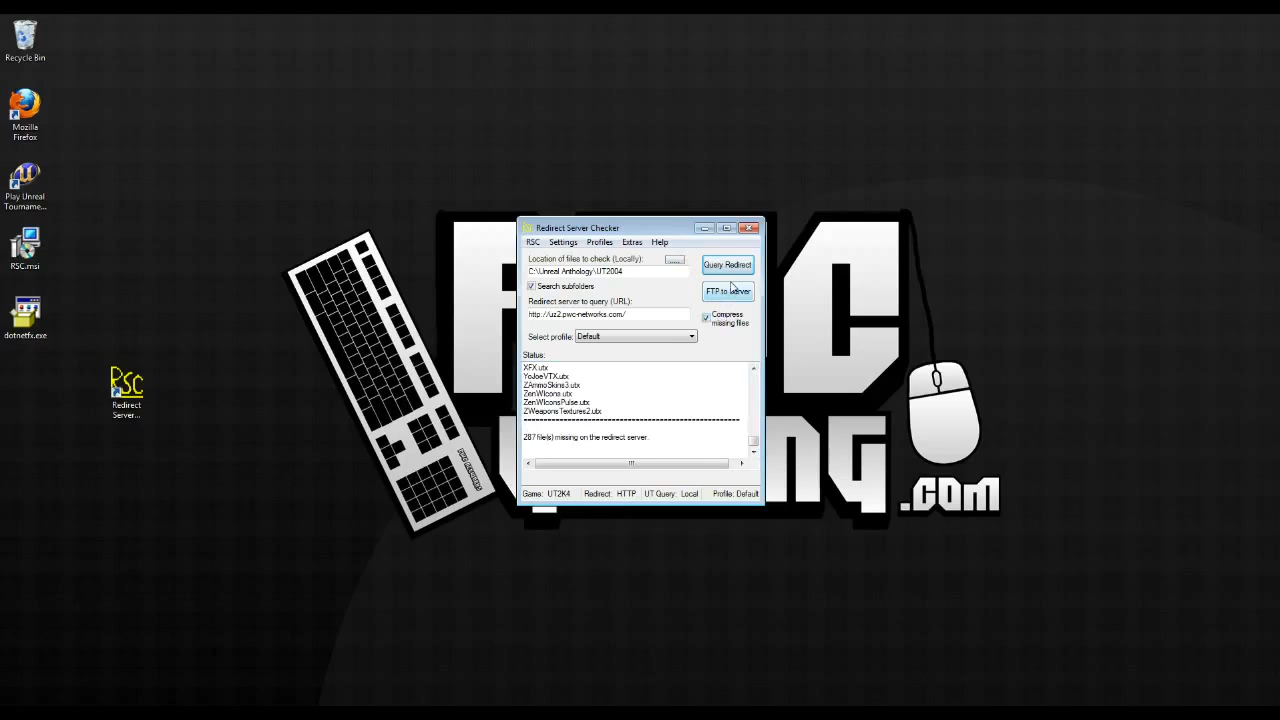 Recycle Bin
Mozilla
Firefox
Play Unreal
Tourname...
RSC.msi
dotnetfx.exe
RSC
Redirect
Server...
Redirect Server Checker
RSC Settings Profiles Extras Help
Location of files to check (Locally):
.....
Query Redirect
C:\Unreal Anthology\UT2004
Search subfolders
FTP to Server
Redirect server to query (URL):
http://uz2.pwc-networks.com/
Compress
missing files
Select profile: Default
Status:
XFX.utx
YoJoeVTX.utx
ZAmmoSkins3.utx
ZenWIcons.utx
ZenWIconsPulse.utx
ZWeaponsTextures2.utx
287 file(s) missing on the redirect server.
Game: UT2K4 Redirect: HTTP UT Query: Local Profile: Default
.COM